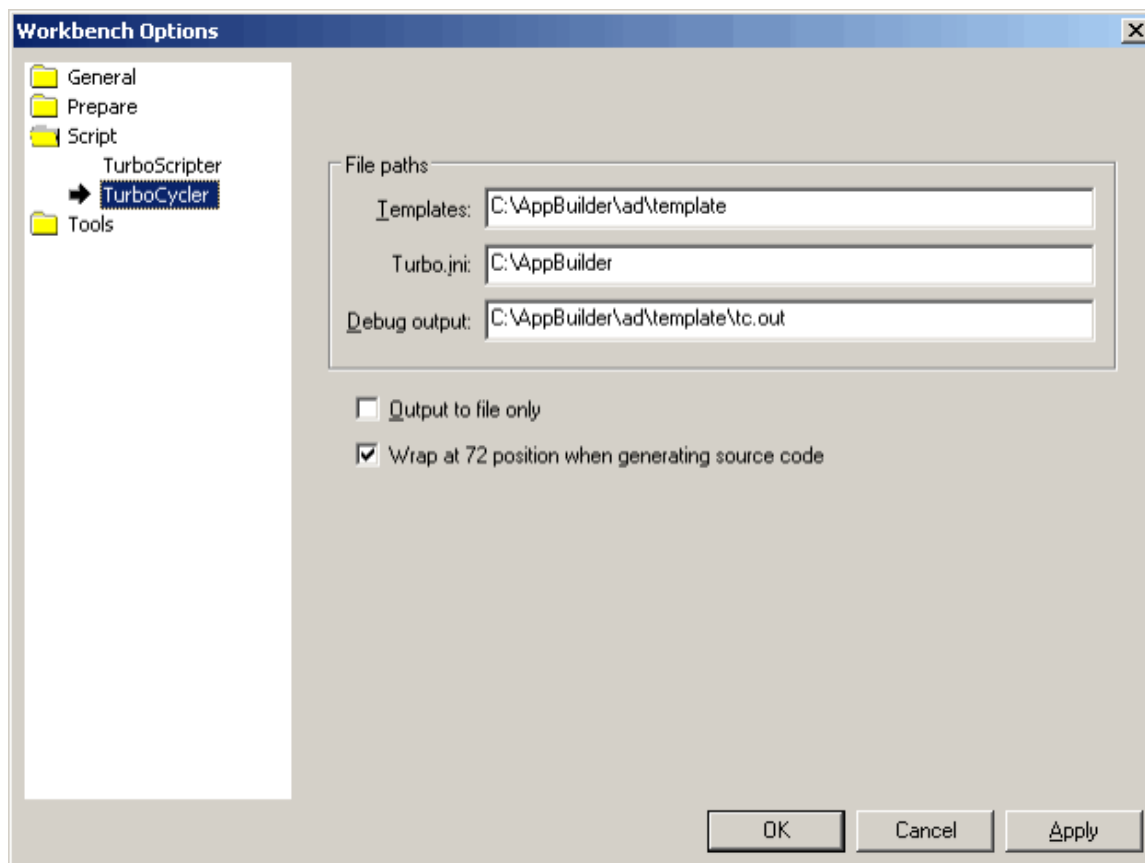 Workbench Options
General
Prepare
Script
TurboScripter
TurboCycler
Tools
File paths
Templates: C:\AppBuilder\ad\template
Turbo.ini: C:\AppBuilder
Debug output: C:\AppBuilder\ad\template\tc.out
Output to file only
Wrap at 72 position when generating source code
OK Cancel Apply